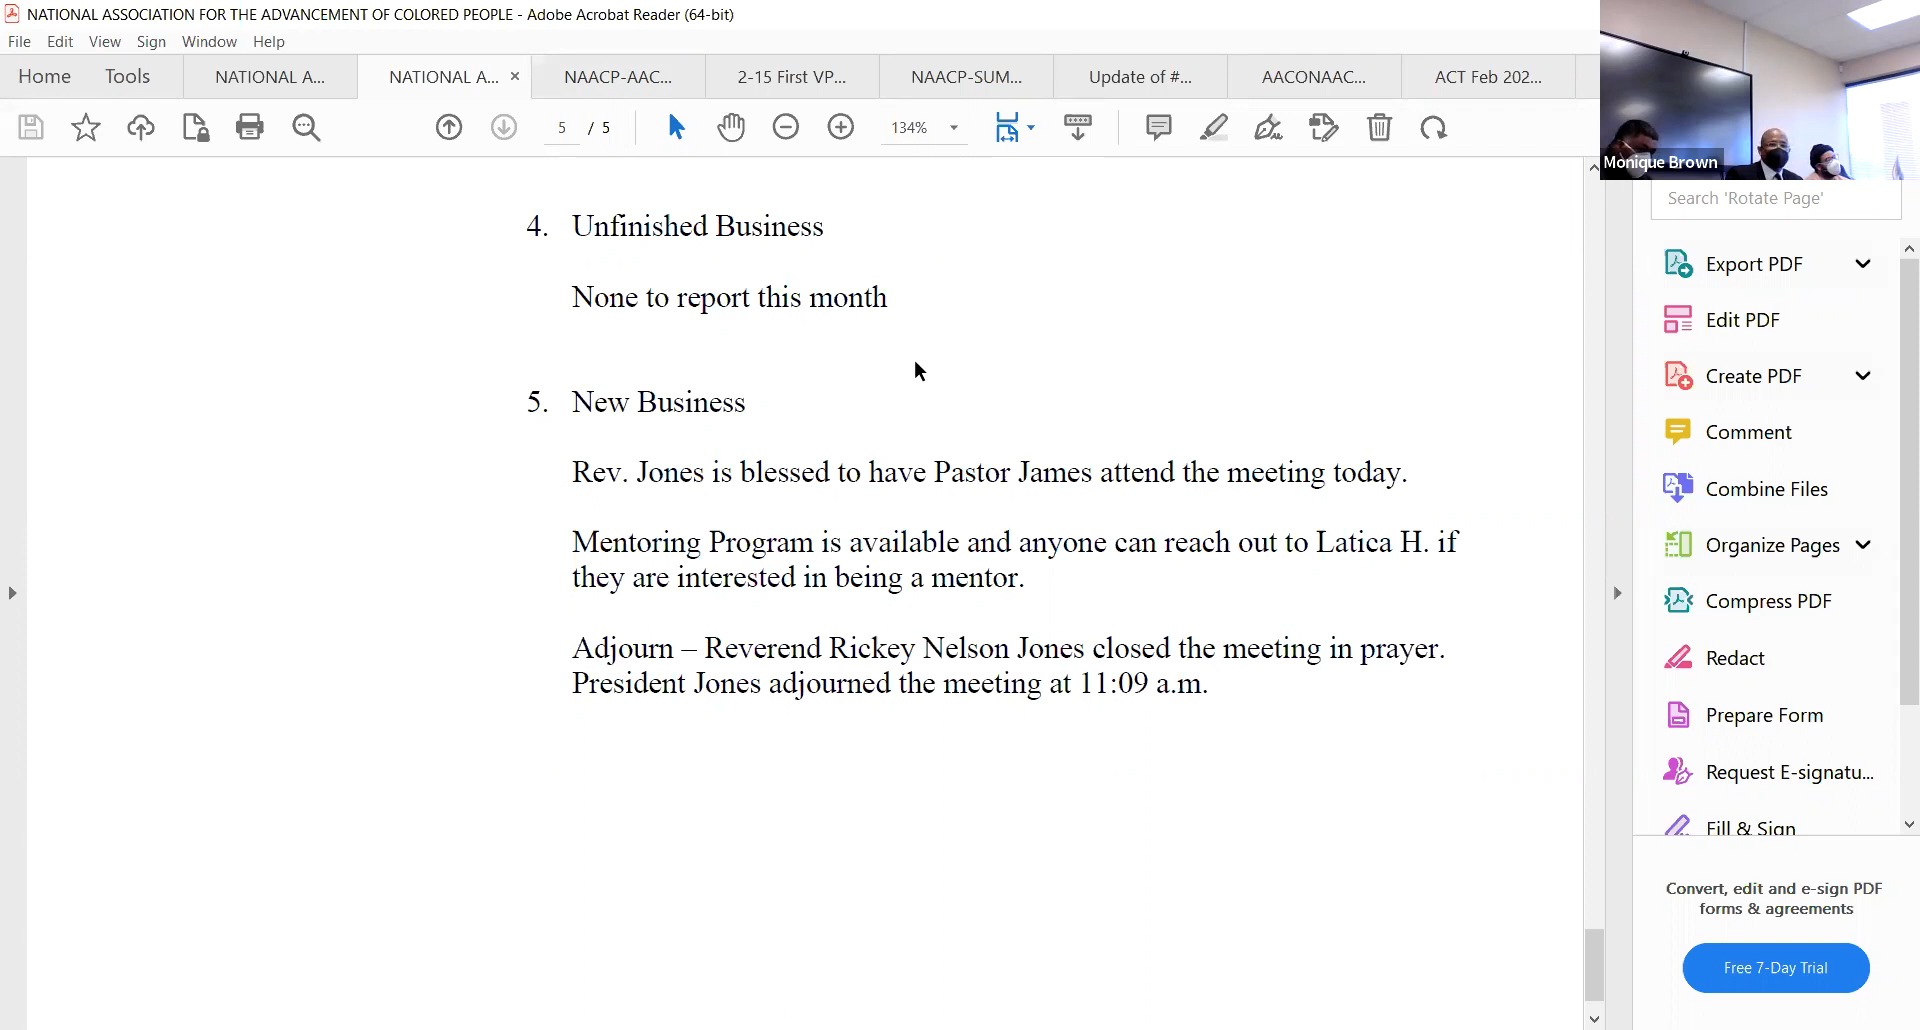 NATIONAL ASSOCIATION FOR THE ADVANCEMENT OF COLORED PEOPLE - Adobe Acrobat Reader (64-bit)
File Edit View Sign Window Help
Home Tools NATIONAL A... NATIONAL A... × NAACP-AAC... 2-15 First VP... NAACP-SUM... Update of #... AACONAAC... ACT Feb 202...
5 / 5 134%
Monique Brown
Search 'Rotate Page'
4. Unfinished Business
None to report this month
5. New Business
Rev. Jones is blessed to have Pastor James attend the meeting today.
Mentoring Program is available and anyone can reach out to Latica H. if
they are interested in being a mentor.
Adjourn – Reverend Rickey Nelson Jones closed the meeting in prayer.
President Jones adjourned the meeting at 11:09 a.m.
Export PDF
Edit PDF
Create PDF
Comment
Combine Files
Organize Pages
Compress PDF
Redact
Prepare Form
Request E-signatu...
Fill & Sign
Convert, edit and e-sign PDF
forms & agreements
Free 7-Day Trial